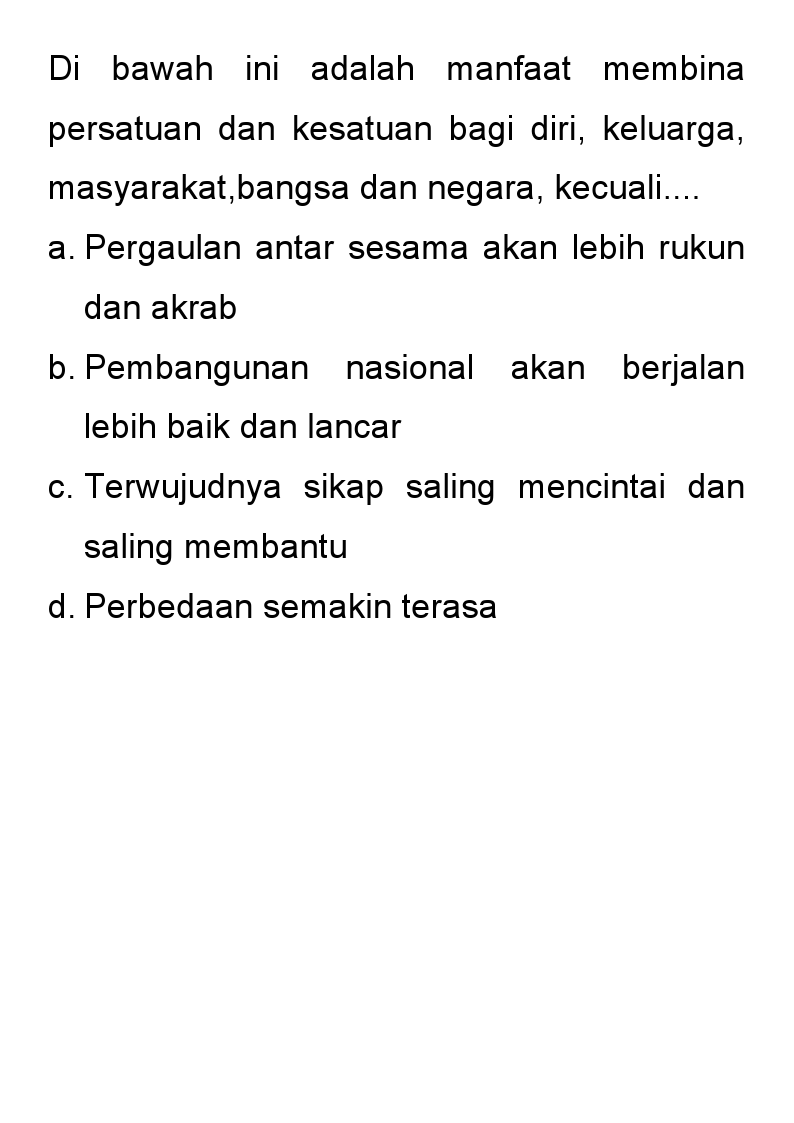 Di bawah ini adalah manfaat membina
persatuan dan kesatuan bagi diri, keluarga,
masyarakat,bangsa dan negara, kecuali....
a. Pergaulan antar sesama akan lebih rukun
dan akrab
b. Pembangunan nasional akan berjalan
lebih baik dan lancar
c. Terwujudnya sikap saling mencintai dan
saling membantu
d. Perbedaan semakin terasa